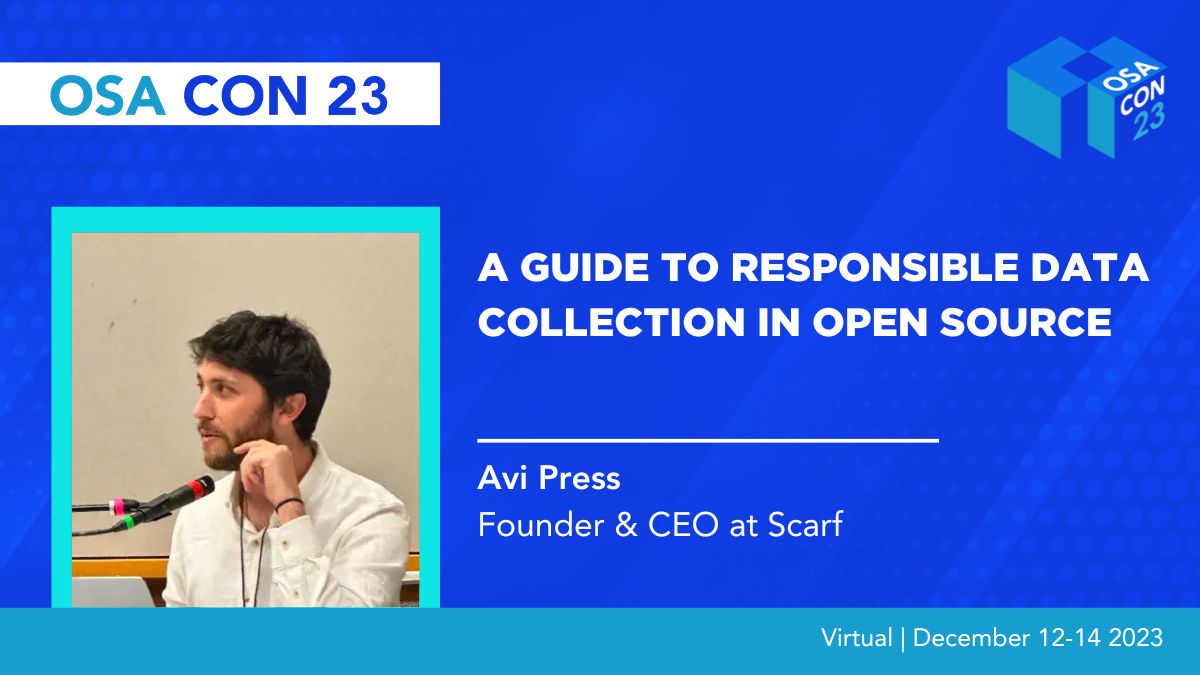 OSA CON 23
OSA
CON
23
A GUIDE TO RESPONSIBLE DATA
COLLECTION IN OPEN SOURCE
Avi Press
Founder & CEO at Scarf
Virtual | December 12-14 2023